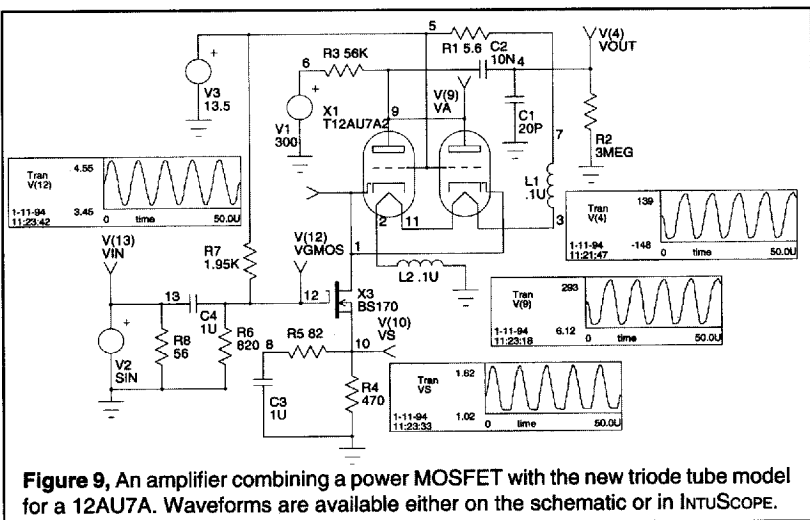 5
V(4)
VOUT
R3 56K
R1 5.6
C2
10N
4
6
V3
13.5
V1
300
X1
T12AU7A2
9
V(9)
VA
C1
20P
7
R2
3MEG
L1
.1U
3
Tran
V(12)
4.55
3.45
1-11-94
11:23:42
0 time 50.0U
2
11
Tran
V(4)
139
-148
1-11-94
11:21:47
0 time 50.0U
V(13)
VIN
R7
1.95K
V(12)
VGMOS
1
L2 .1U
13
C4
1U
12
X3
BS170
Tran
V(9)
293
6.12
1-11-94
11:23:18
0 time 50.0U
V2
SIN
R8
56
R6
820
8
R5 82
10
V(10)
VS
C3
1U
R4
470
Tran
VS
1.62
1.02
1-11-94
11:23:33
0 time 50.0U
Figure 9, An amplifier combining a power MOSFET with the new triode tube model
for a 12AU7A. Waveforms are available either on the schematic or in INTUSCOPE.